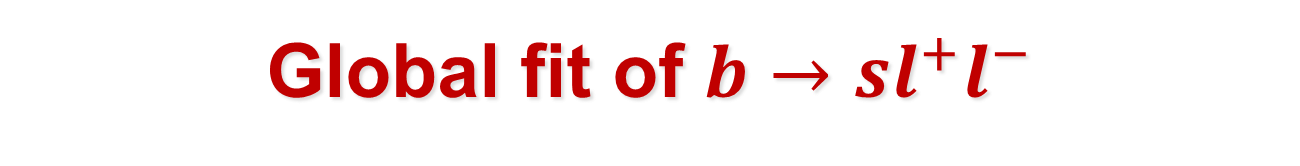 Global fit of b → sl⁺l⁻